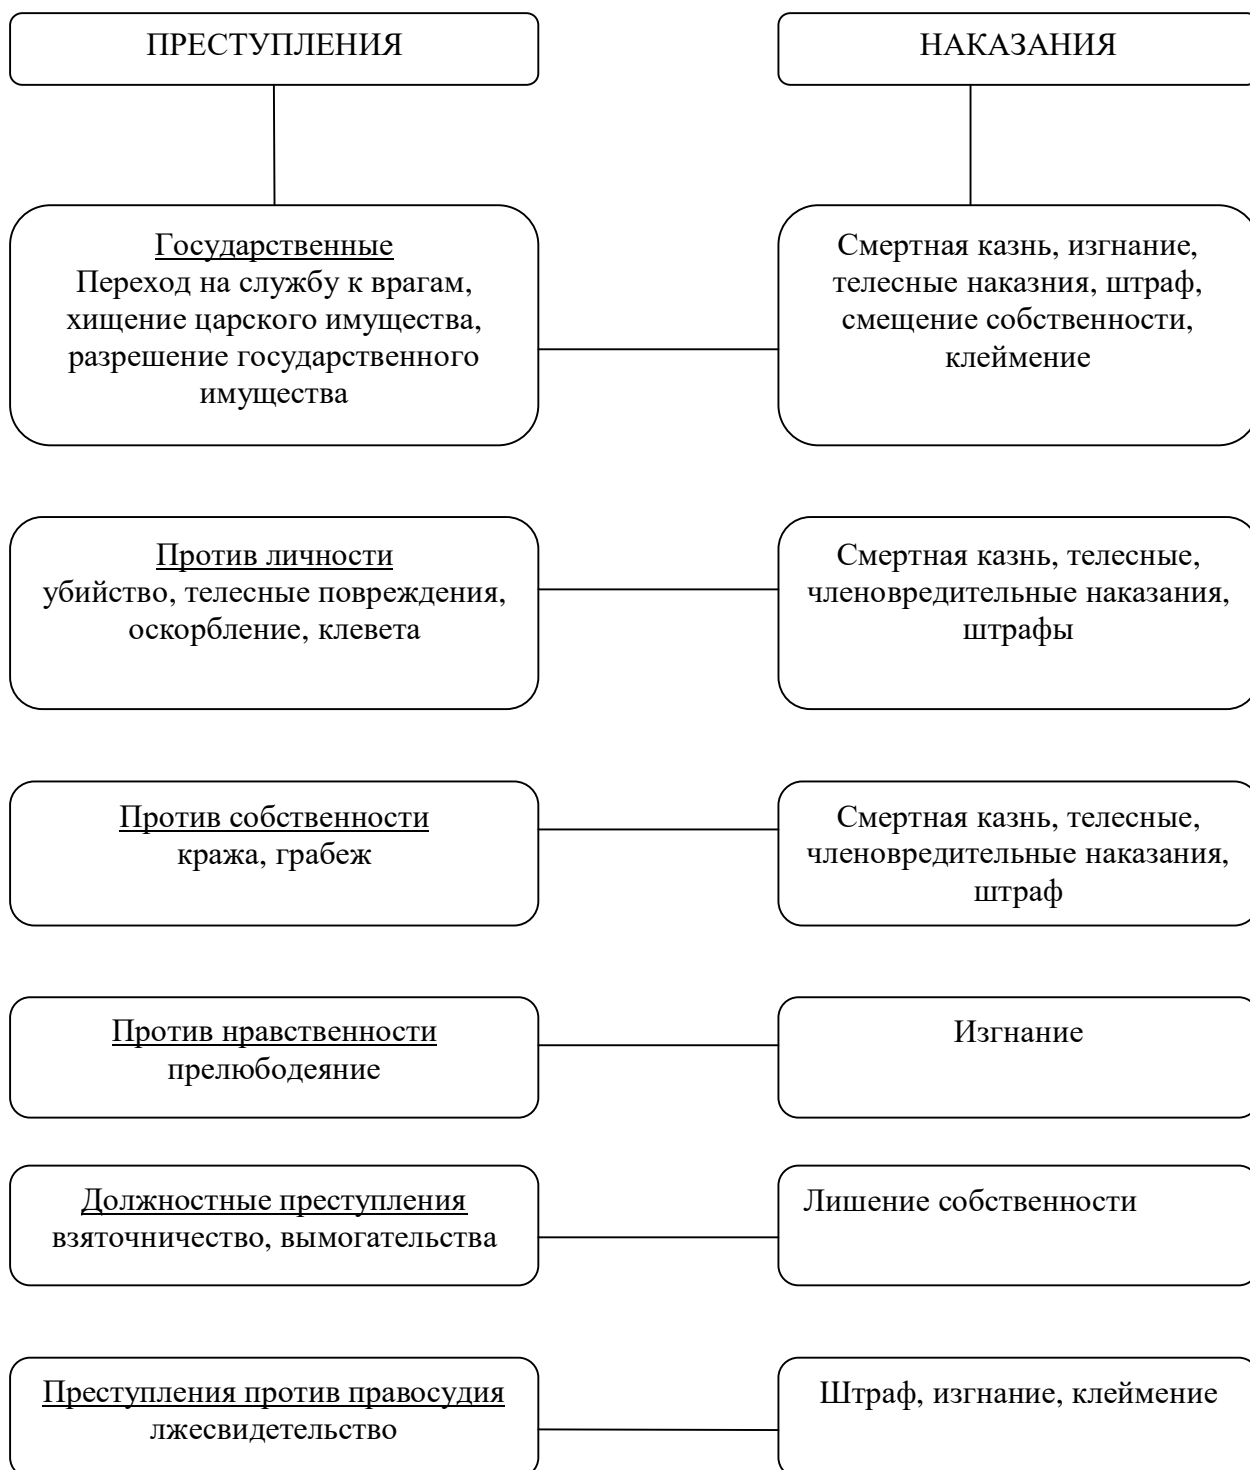 ПРЕСТУПЛЕНИЯ
НАКАЗАНИЯ
Государственные
Переход на службу к врагам,
хищение царского имущества,
разрешение государственного
имущества
Смертная казнь, изгнание,
телесные наказния, штраф,
смещение собственности,
клеймение
Против личности
убийство, телесные повреждения,
оскорбление, клевета
Смертная казнь, телесные,
членовредительные наказания,
штрафы
Против собственности
кража, грабеж
Смертная казнь, телесные,
членовредительные наказания,
штраф
Против нравственности
прелюбодеяние
Изгнание
Должностные преступления
взяточничество, вымогательства
Лишение собственности
Преступления против правосудия
лжесвидетельство
Штраф, изгнание, клеймение